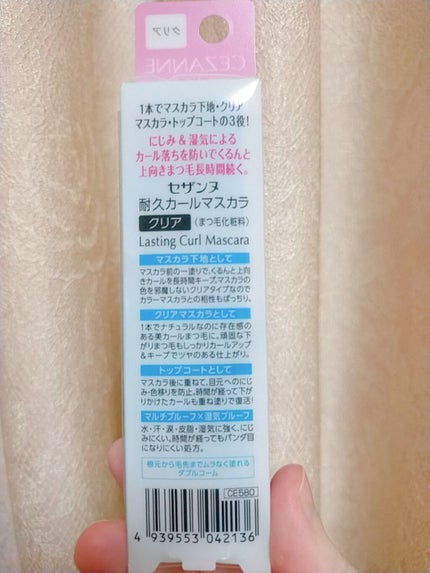 クリア
CEZANNE
1本でマスカラ下地・クリア
マスカラ・トップコートの3役!
にじみ&湿気による
カール落ちを防いでくるんと
上向きまつ毛長時間続く。
セザンヌ
耐久カールマスカラ
クリア (まつ毛化粧料)
Lasting Curl Mascara
マスカラ下地として
マスカラ前の一塗りで、くるんと上向
きカールを長時間キープ。マスカラの
色を邪魔しないクリアタイプなので
カラーマスカラとの相性もばっちり。
クリアマスカラとして
1本でナチュラルなのに存在感の
ある美カールまつ毛に。頑固な下
がりまつ毛もしっかりカールアップ
&キープでツヤのある仕上がり。
トップコートとして
マスカラ後に重ねて、目元へのにじ
み・色移りを防止。時間が経って下が
りかけたカールも重ね塗りで復活!
マルチプルーフ×湿気プルーフ
水・汗・涙・皮脂・湿気に強く、にじ
みにくい。時間が経ってもパンダ目
になりにくい処方。
根元から毛先までムラなく塗れる
ダブルコーム
CE580
4 939553 042136